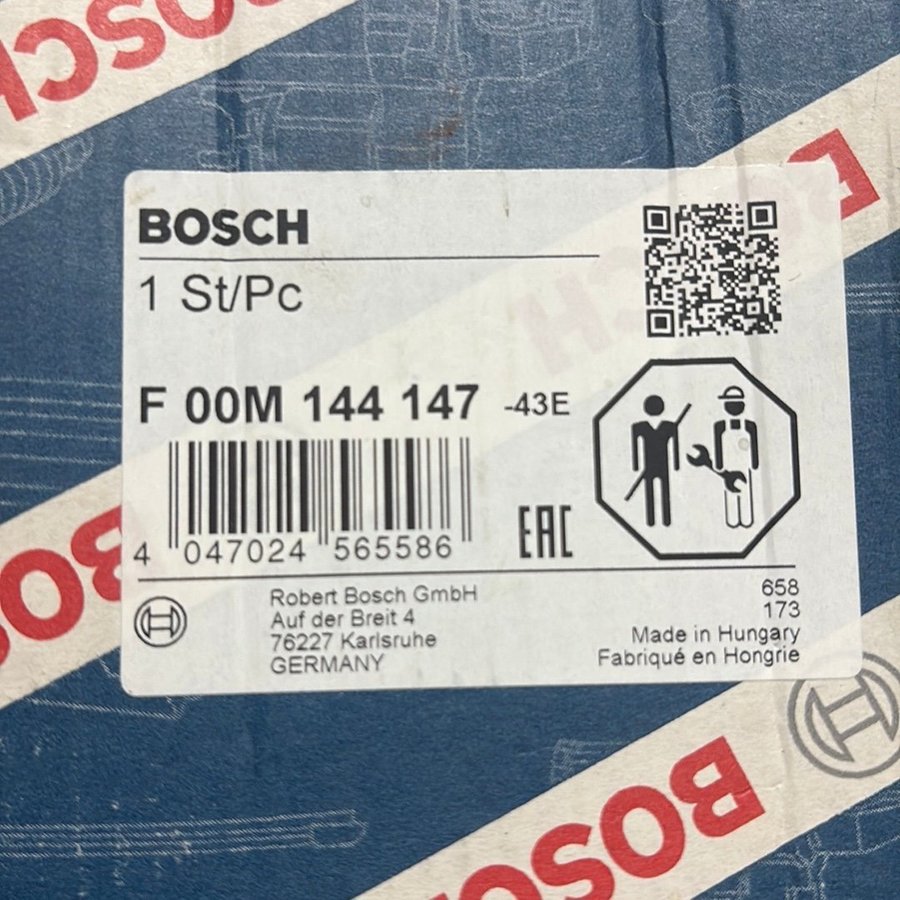 BOSCH
BOSCH
1 St/Pc
F 00M 144 147 -43E
4 047024 565586
EAC
Robert Bosch GmbH
Auf der Breit 4
76227 Karlsruhe
GERMANY
658
173
Made in Hungary
Fabriqué en Hongrie
BOSCH